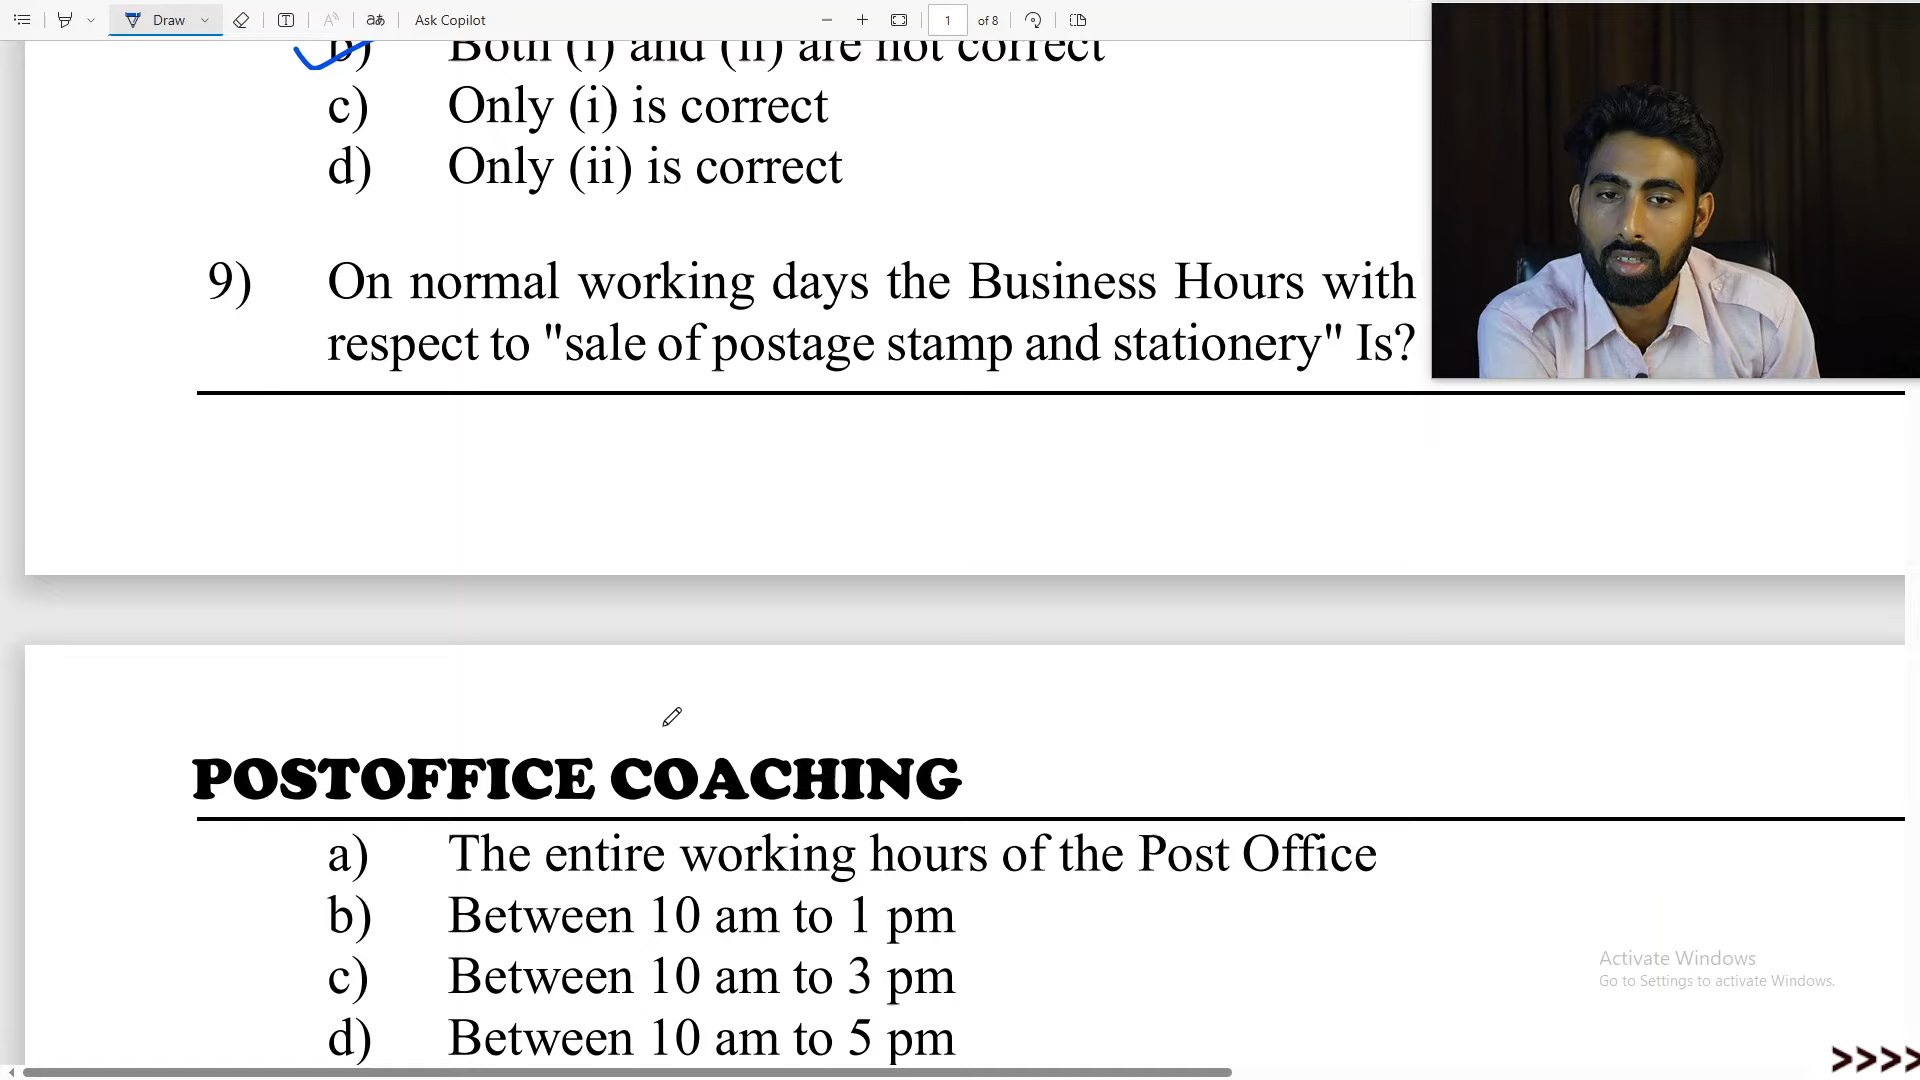 Draw
Ask Copilot
1 of 8
b) Both (i) and (ii) are not correct
c) Only (i) is correct
d) Only (ii) is correct
9) On normal working days the Business Hours with
respect to "sale of postage stamp and stationery" Is?
POSTOFFICE COACHING
a) The entire working hours of the Post Office
b) Between 10 am to 1 pm
c) Between 10 am to 3 pm
d) Between 10 am to 5 pm
Activate Windows
Go to Settings to activate Windows.
>>>>